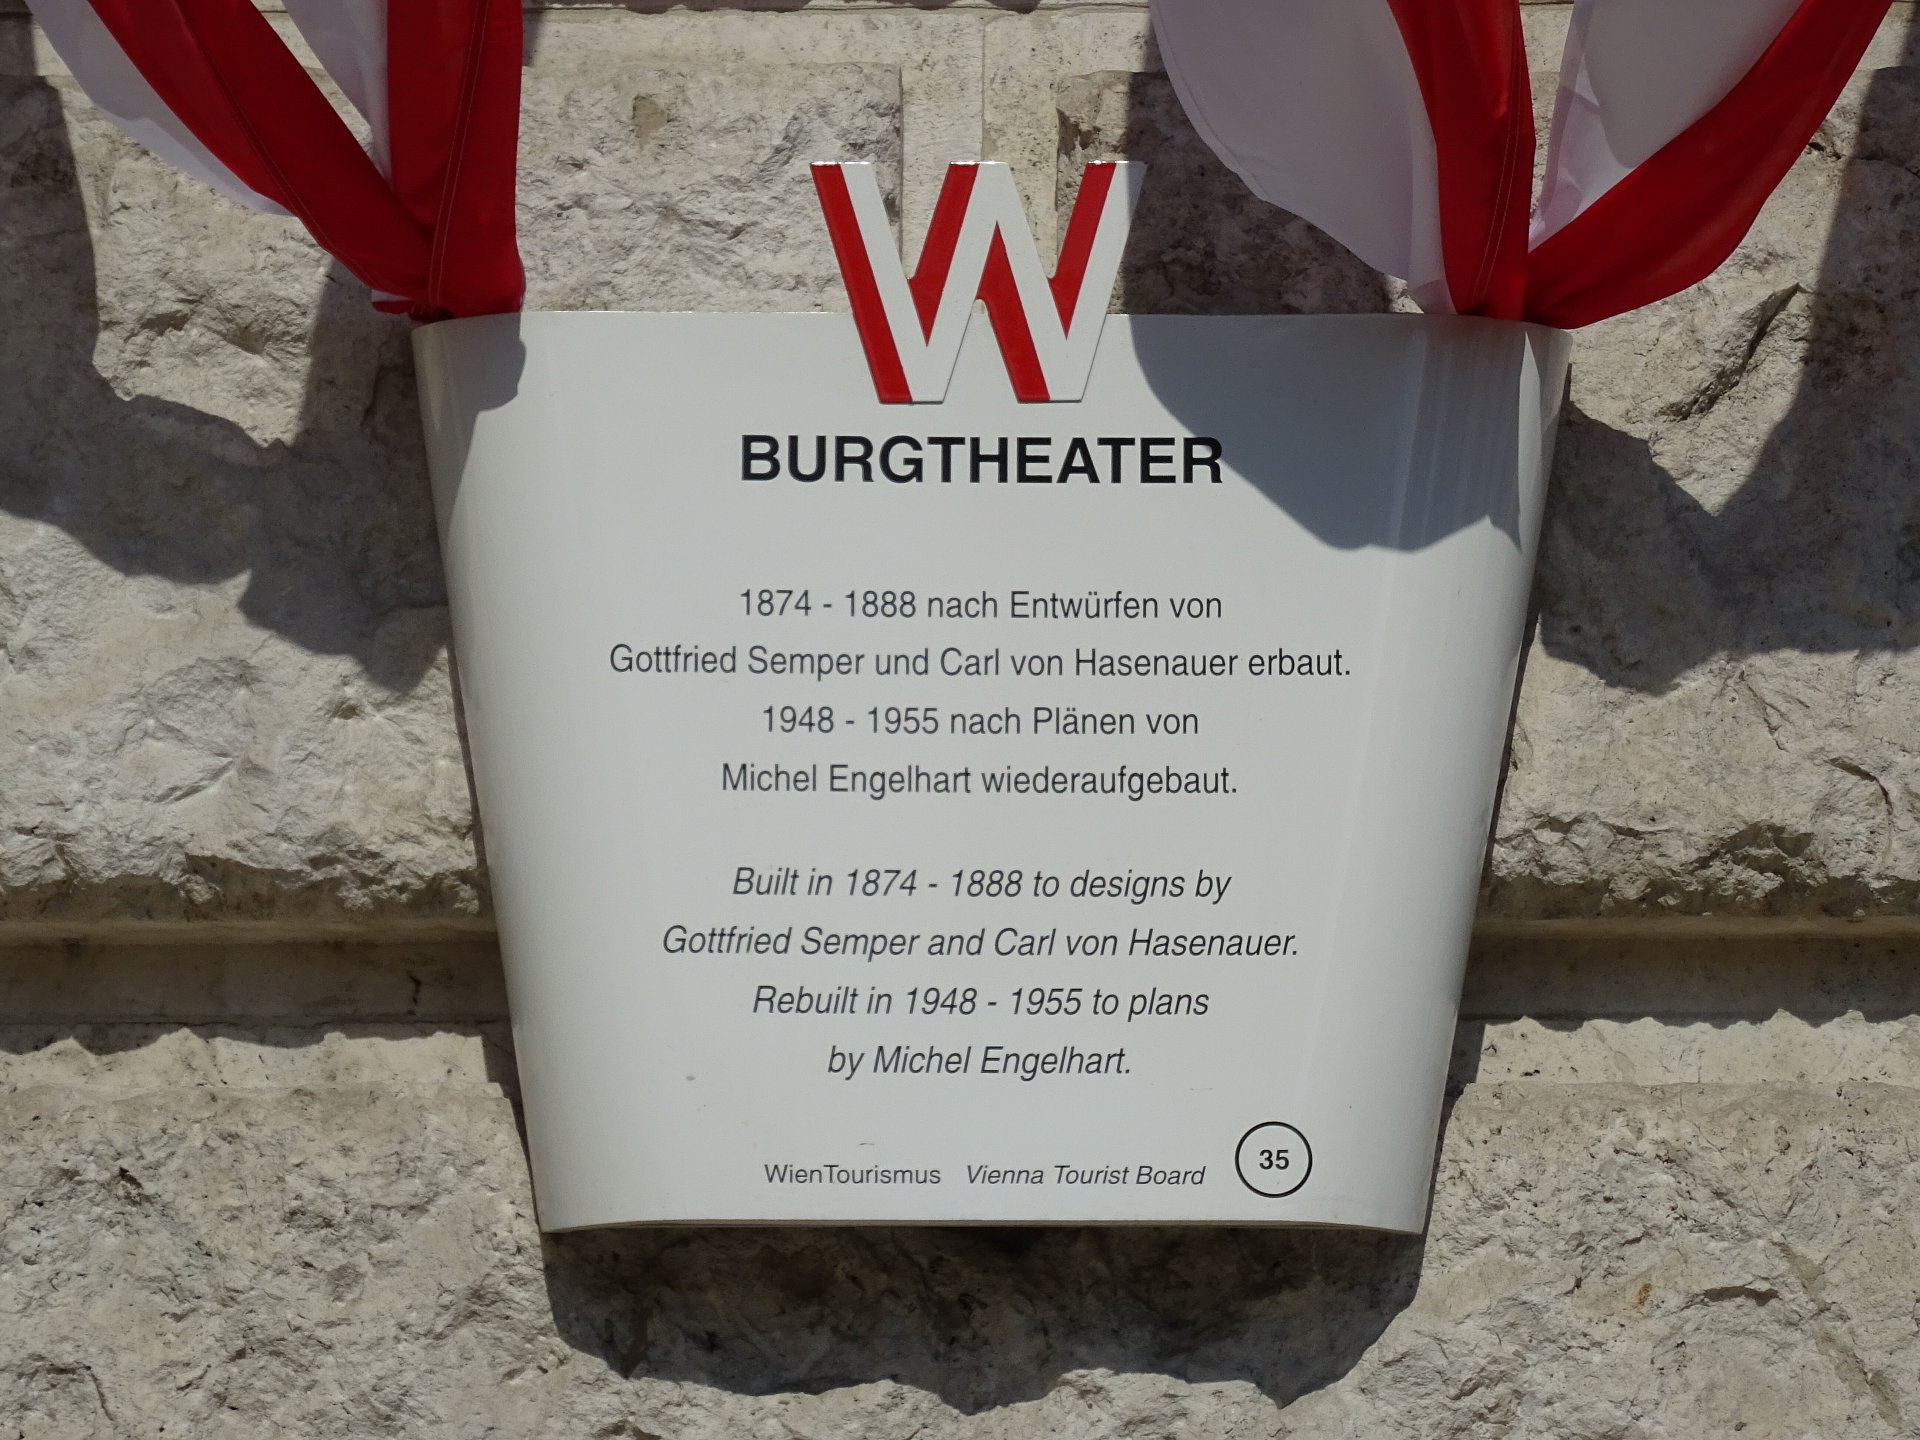 W
BURGTHEATER
1874 - 1888 nach Entwürfen von
Gottfried Semper und Carl von Hasenauer erbaut.
1948 - 1955 nach Plänen von
Michel Engelhart wiederaufgebaut.
Built in 1874 - 1888 to designs by
Gottfried Semper and Carl von Hasenauer.
Rebuilt in 1948 - 1955 to plans
by Michel Engelhart.
WienTourismus Vienna Tourist Board 35